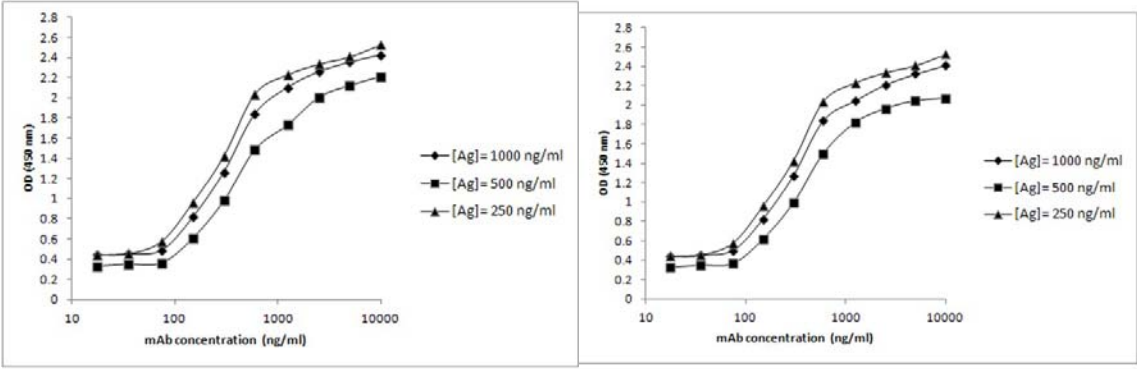 2.8
2.6
2.4
2.2
2
1.8
1.6
1.4
1.2
1
0.8
0.6
0.4
0.2
0
OD (450 nm)
10 100 1000 10000
mAb concentration (ng/ml)
[Ag]= 1000 ng/ml
[Ag]= 500 ng/ml
[Ag]= 250 ng/ml
2.8
2.6
2.4
2.2
2
1.8
1.6
1.4
1.2
1
0.8
0.6
0.4
0.2
0
OD (450 nm)
10 100 1000 10000
mAb concentration (ng/ml)
[Ag]= 1000 ng/ml
[Ag]= 500 ng/ml
[Ag]= 250 ng/ml